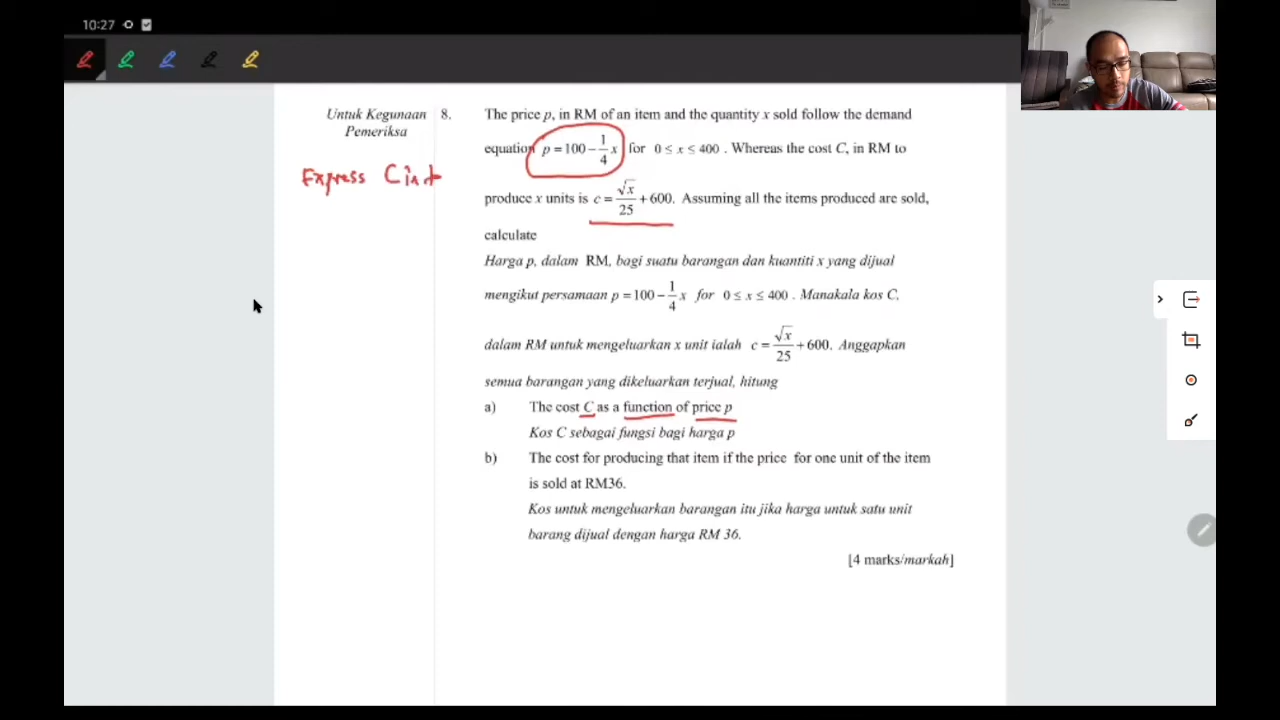 10:27
Untuk Kegunaan
Pemeriksa
Express C in t
8. The price p, in RM of an item and the quantity x sold follow the demand
equation p = 100 − 1/4 x for 0 ≤ x ≤ 400 . Whereas the cost C, in RM to
produce x units is c = √x/25 + 600. Assuming all the items produced are sold,
calculate
Harga p, dalam RM, bagi suatu barangan dan kuantiti x yang dijual
mengikut persamaan p = 100 − 1/4 x for 0 ≤ x ≤ 400 . Manakala kos C,
dalam RM untuk mengeluarkan x unit ialah c = √x/25 + 600. Anggapkan
semua barangan yang dikeluarkan terjual, hitung
a) The cost C as a function of price p
Kos C sebagai fungsi bagi harga p
b) The cost for producing that item if the price for one unit of the item
is sold at RM36.
Kos untuk mengeluarkan barangan itu jika harga untuk satu unit
barang dijual dengan harga RM 36.
[4 marks/markah]